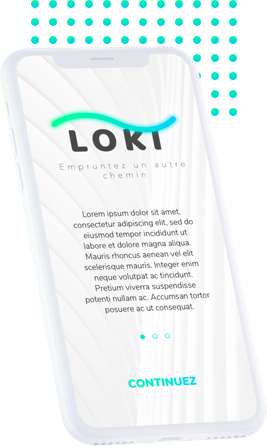 LOKI
Empruntez un autre
chemin
Lorem ipsum dolor sit amet,
consectetur adipiscing elit, sed do
eiusmod tempor incididunt ut
labore et dolore magna aliqua.
Mauris rhoncus aenean vel elit
scelerisque mauris. Integer enim
neque volutpat ac tincidunt.
Pretium viverra suspendisse
potenti nullam ac. Accumsan tortor
posuere ac ut consequat.
CONTINUEZ